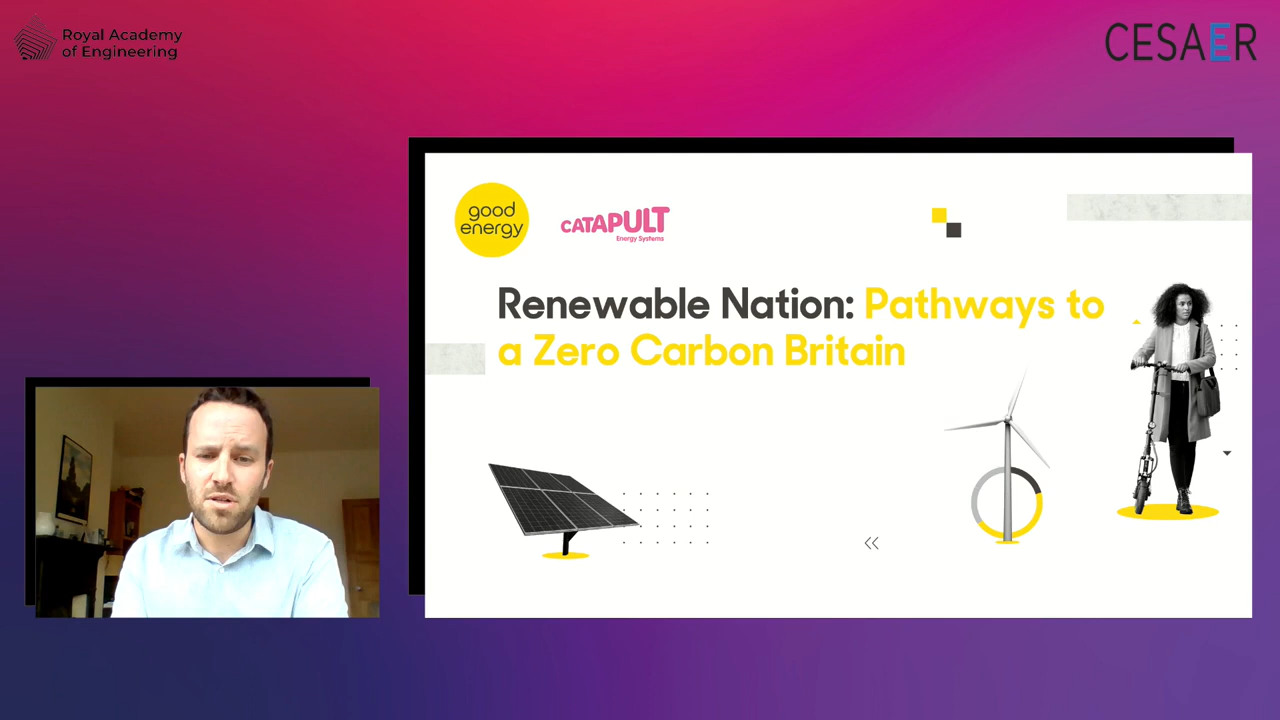 Royal Academy
of Engineering
CESAER
good
energy
CATAPULT
Energy Systems
Renewable Nation: Pathways to
a Zero Carbon Britain